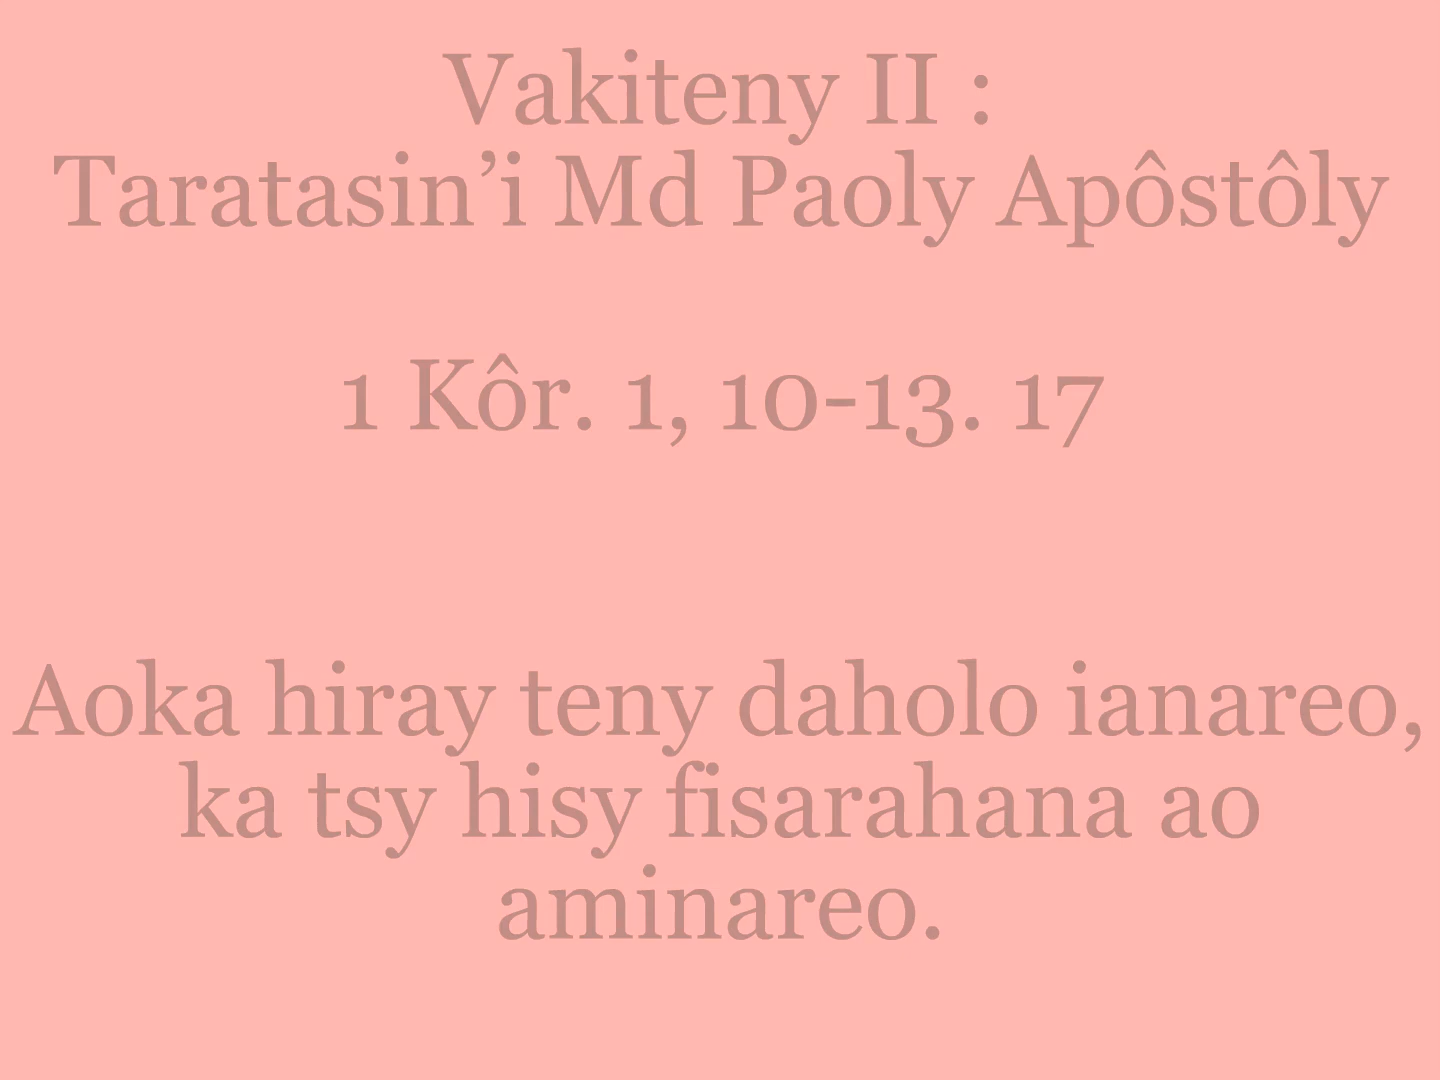 Vakiteny II :
Taratasin’i Md Paoly Apôstôly
1 Kôr. 1, 10-13. 17
Aoka hiray teny daholo ianareo,
ka tsy hisy fisarahana ao
aminareo.